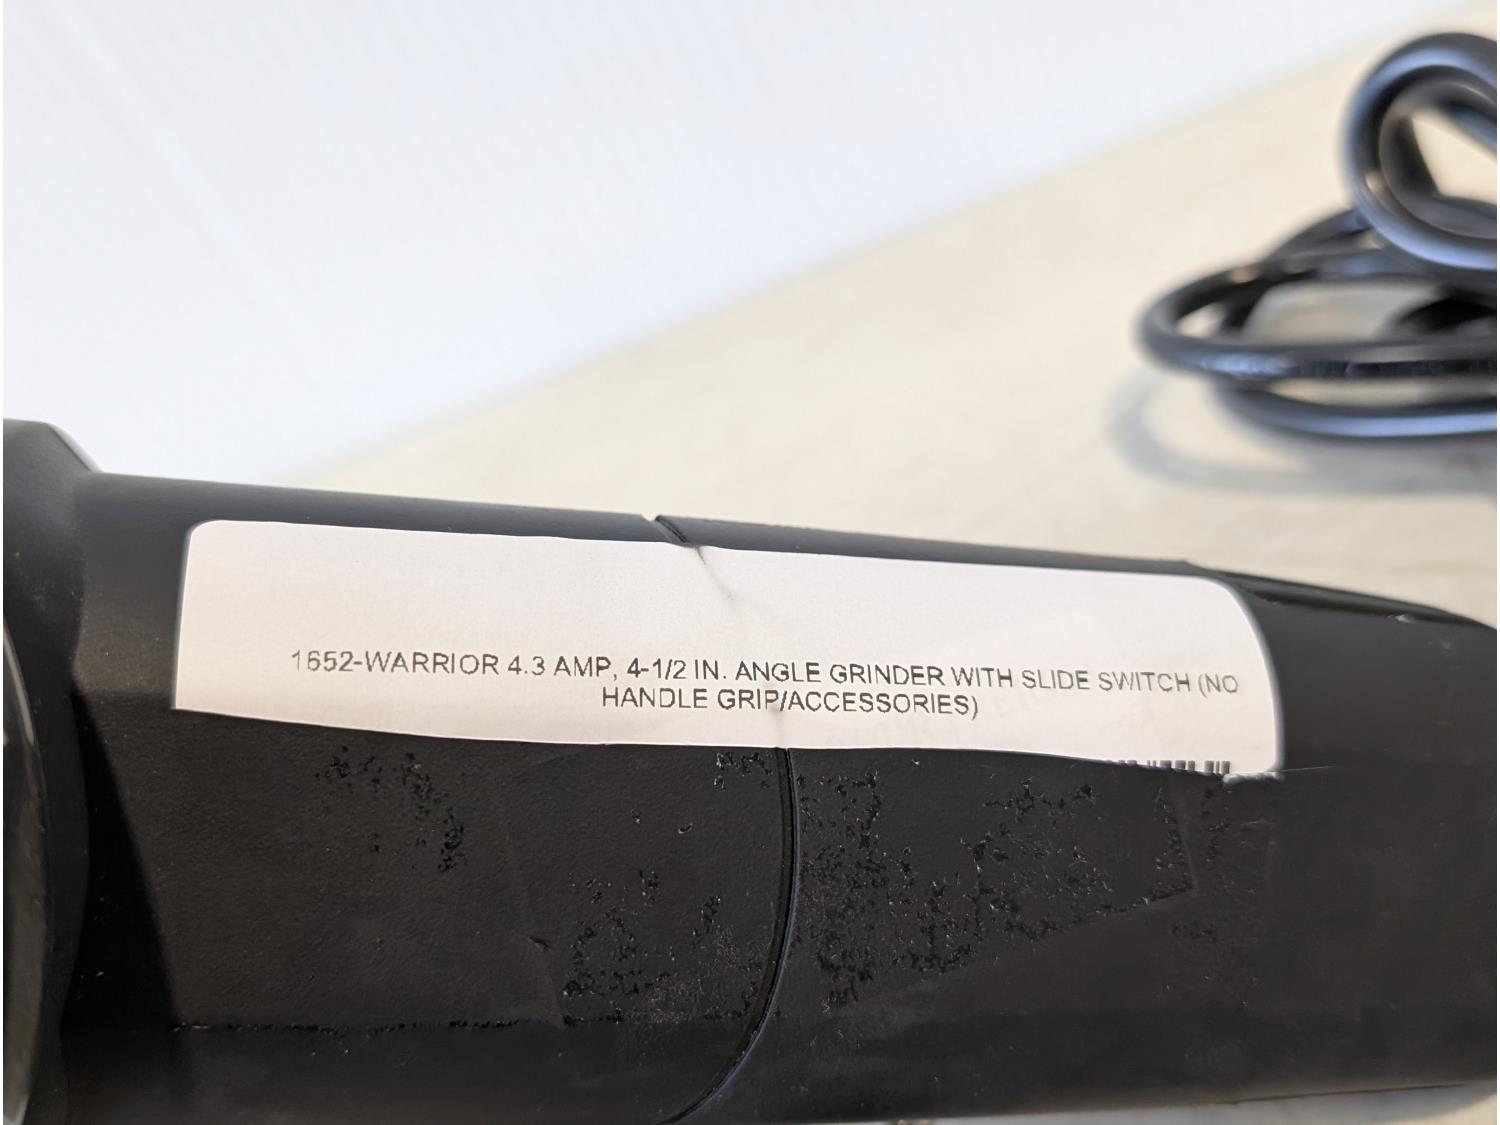 1652-WARRIOR 4.3 AMP, 4-1/2 IN. ANGLE GRINDER WITH SLIDE SWITCH (NO
HANDLE GRIP/ACCESSORIES)